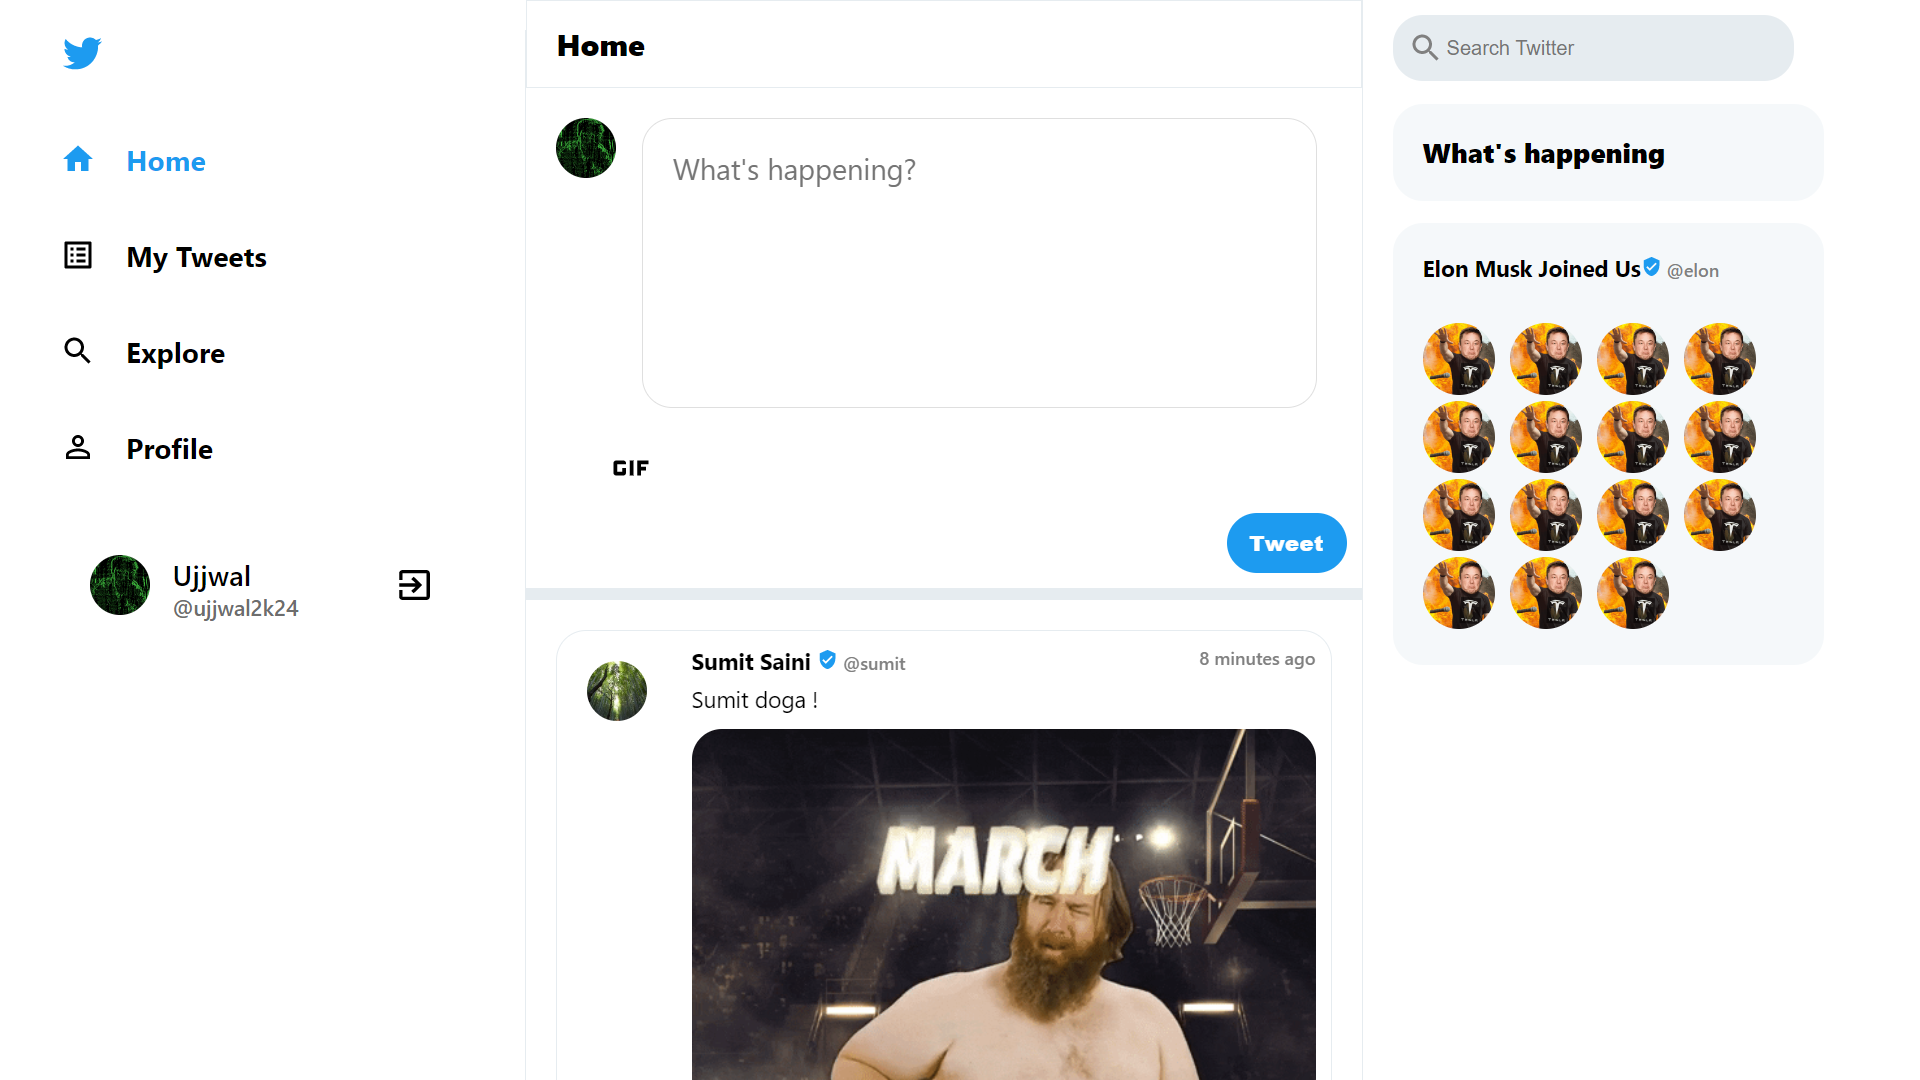 Home
My Tweets
Explore
Profile
Ujjwal
@ujjwal2k24
Home
What's happening?
GIF
Tweet
Sumit Saini @sumit
8 minutes ago
Sumit doga !
MARCH
Search Twitter
What's happening
Elon Musk Joined Us @elon